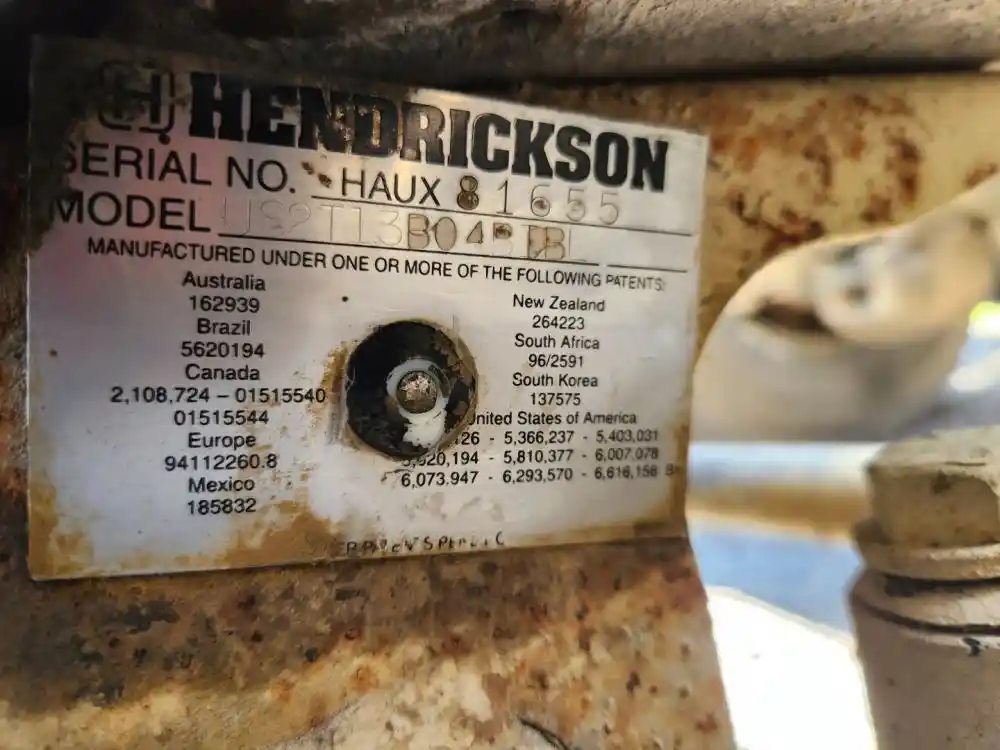 HENDRICKSON
SERIAL NO. HAUX 81655
MODEL
MANUFACTURED UNDER ONE OR MORE OF THE FOLLOWING PATENTS:
Australia
162939
Brazil
5620194
Canada
2,108,724 – 01515540
01515544
Europe
94112260.8
Mexico
185832
New Zealand
264223
South Africa
96/2591
South Korea
137575
United States of America
5,366,237 - 5,403,031
5,810,377 - 6,007,078
6,073,947 - 6,293,570 - 6,616,156